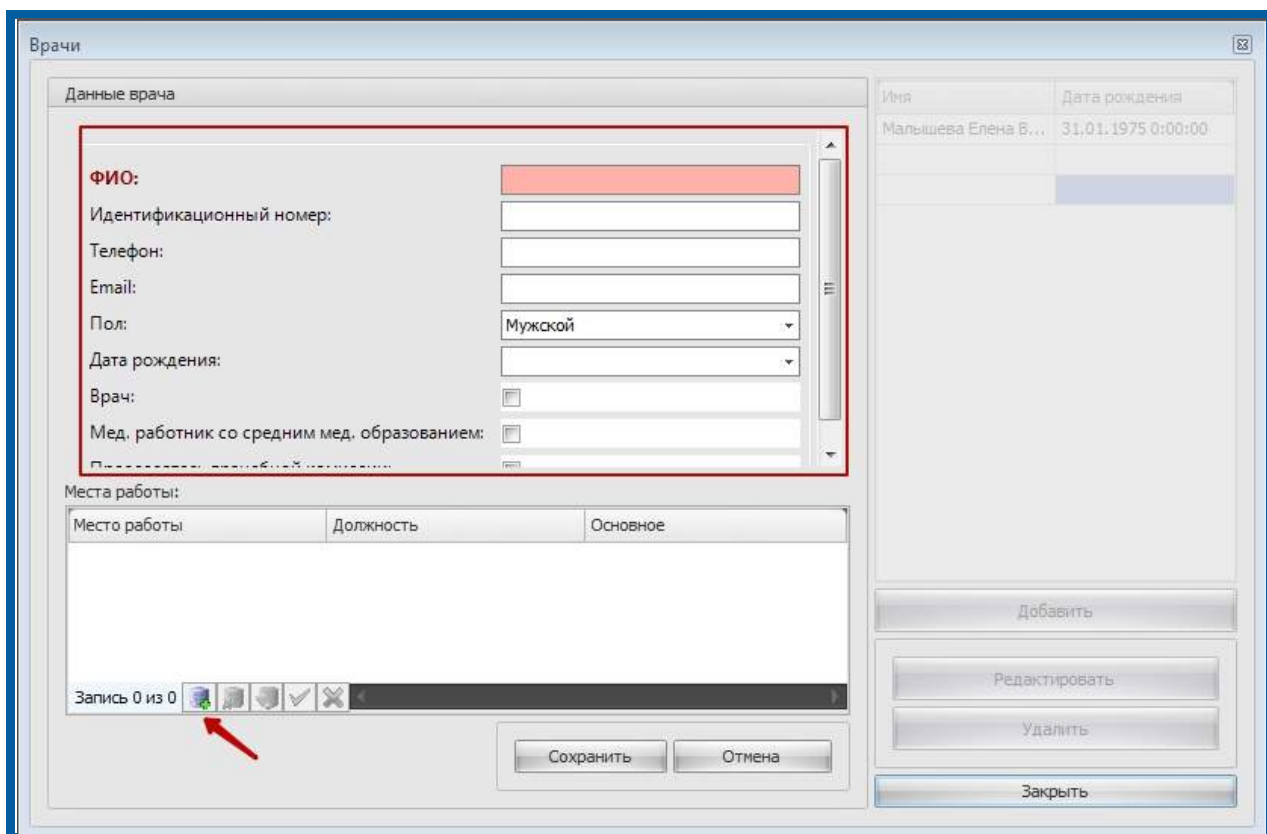 Врачи
Данные врача
ФИО:
Идентификационный номер:
Телефон:
Email:
Пол: Мужской
Дата рождения:
Врач:
Мед. работник со средним мед. образованием:
Места работы:
Место работы Должность Основное
Запись 0 из 0
Сохранить Отмена
Имя Дата рождения
Малышева Елена В... 31.01.1975 0:00:00
Добавить
Редактировать
Удалить
Закрыть